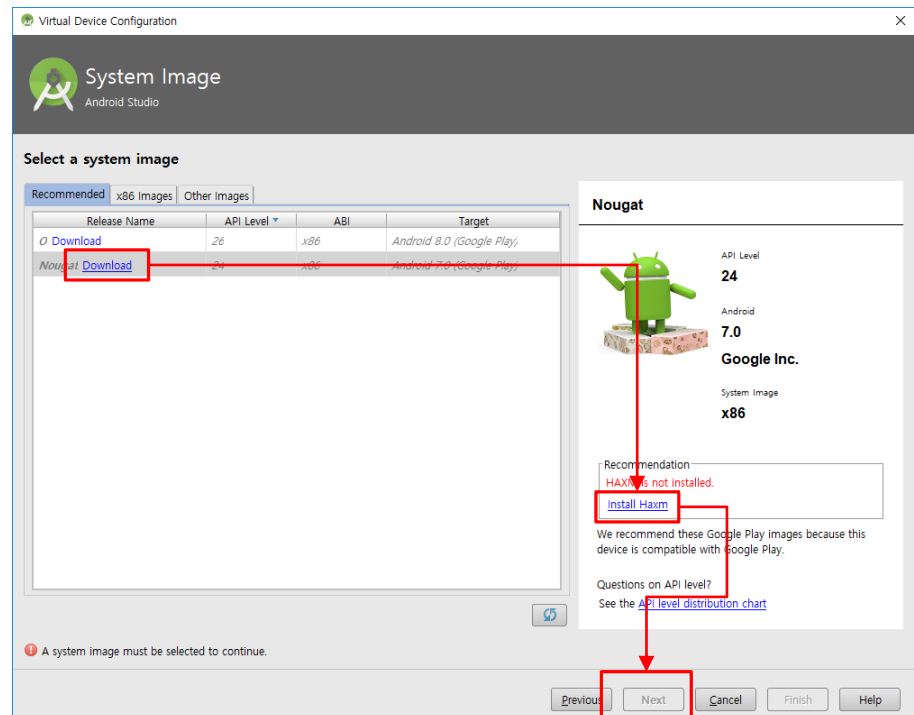 Virtual Device Configuration
System Image
Android Studio
Select a system image
Recommended x86 Images Other Images
Release Name API Level ABI Target
O Download 26 x86 Android 8.0 (Google Play)
Nougat Download 24 x86 Android 7.0 (Google Play)
Nougat
API Level
24
Android
7.0
Google Inc.
System Image
x86
Recommendation
HAXM is not installed.
Install Haxm
We recommend these Google Play images because this
device is compatible with Google Play.
Questions on API level?
See the API level distribution chart
A system image must be selected to continue.
Previous Next Cancel Finish Help